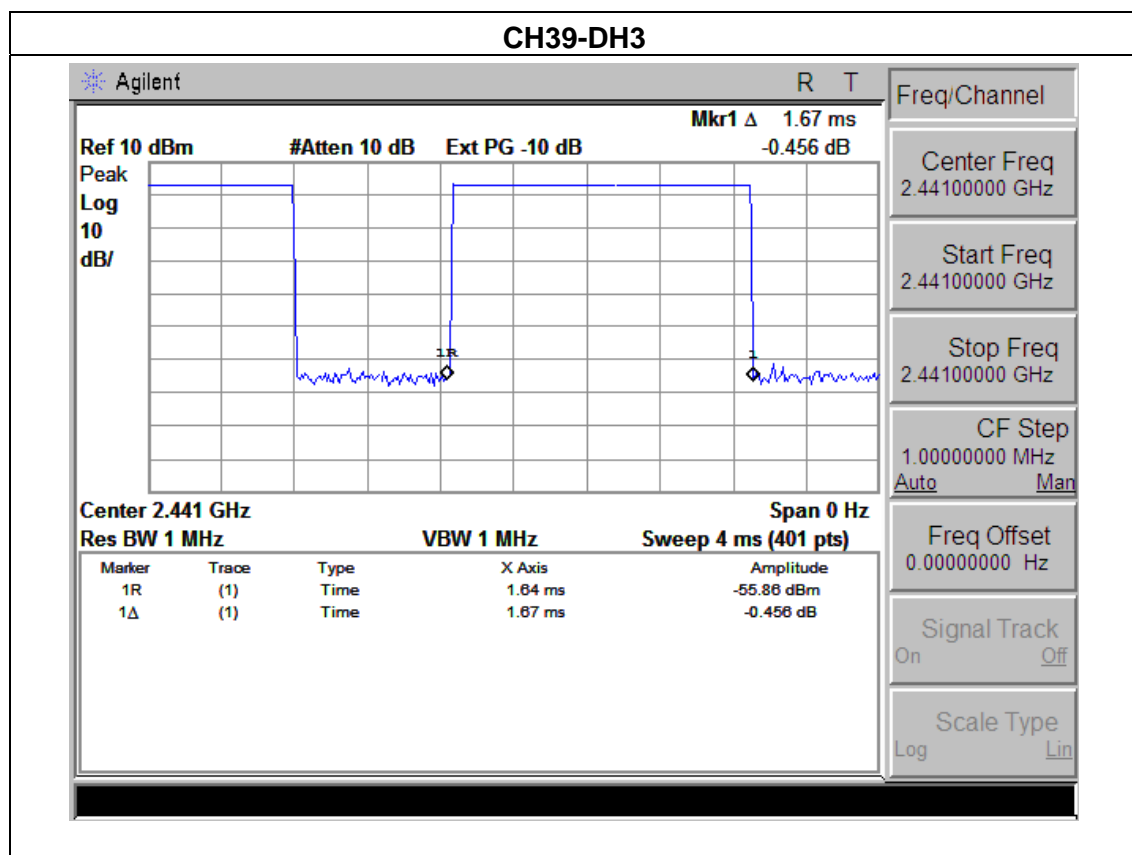 CH39-DH3
Agilent R T
Mkr1 Δ 1.67 ms
Ref 10 dBm #Atten 10 dB Ext PG -10 dB -0.456 dB
Peak
Log
10
dB/
1R
1
Center 2.441 GHz Span 0 Hz
Res BW 1 MHz VBW 1 MHz Sweep 4 ms (401 pts)
Marker Trace Type X Axis Amplitude
1R (1) Time 1.64 ms -55.86 dBm
1Δ (1) Time 1.67 ms -0.456 dB
Freq/Channel
Center Freq
2.44100000 GHz
Start Freq
2.44100000 GHz
Stop Freq
2.44100000 GHz
CF Step
1.00000000 MHz
Auto Man
Freq Offset
0.00000000 Hz
Signal Track
On Off
Scale Type
Log Lin